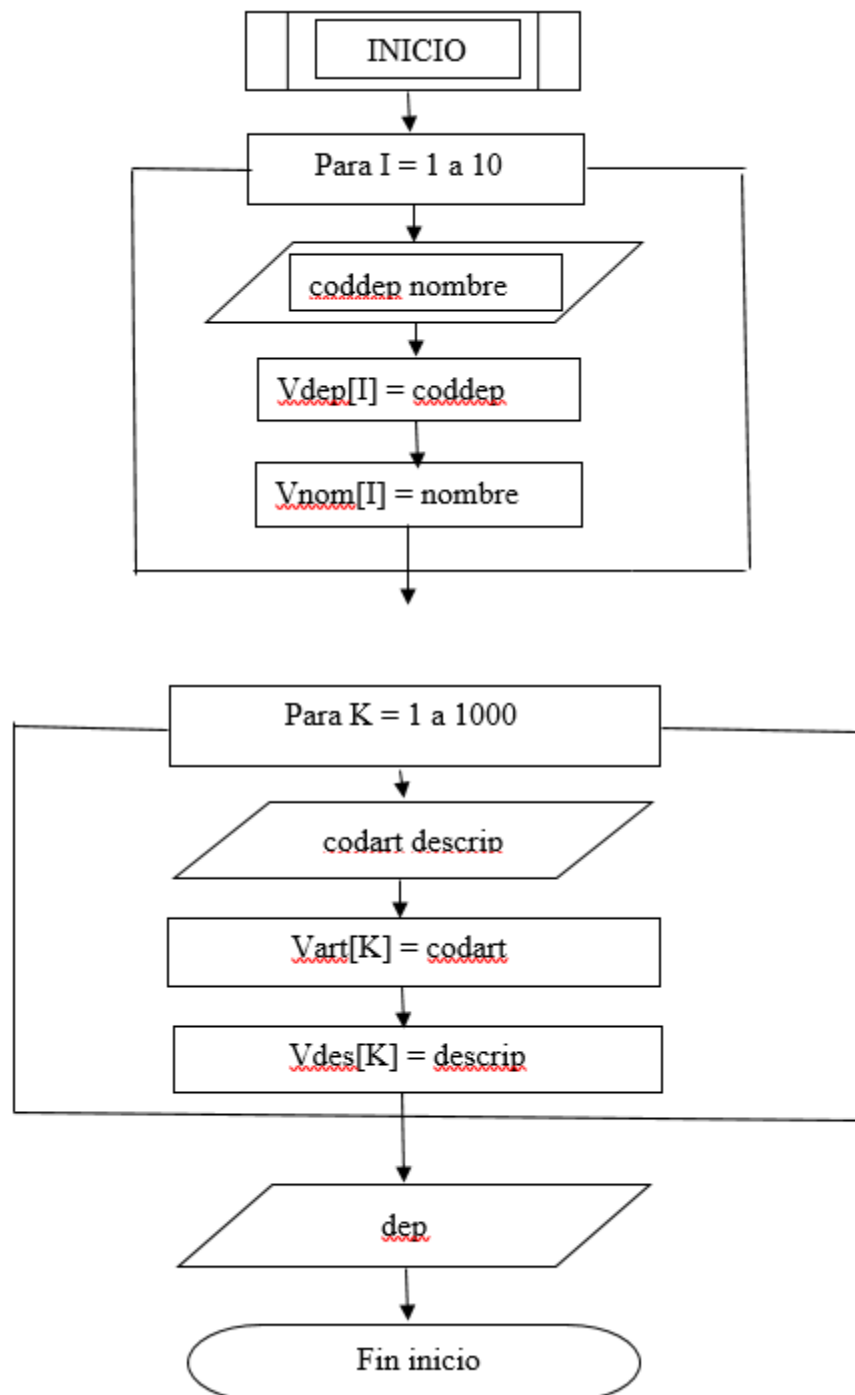 INICIO
Para I = 1 a 10
coddep nombre
Vdep[I] = coddep
Vnom[I] = nombre
Para K = 1 a 1000
codart descrip
Vart[K] = codart
Vdes[K] = descrip
dep
Fin inicio